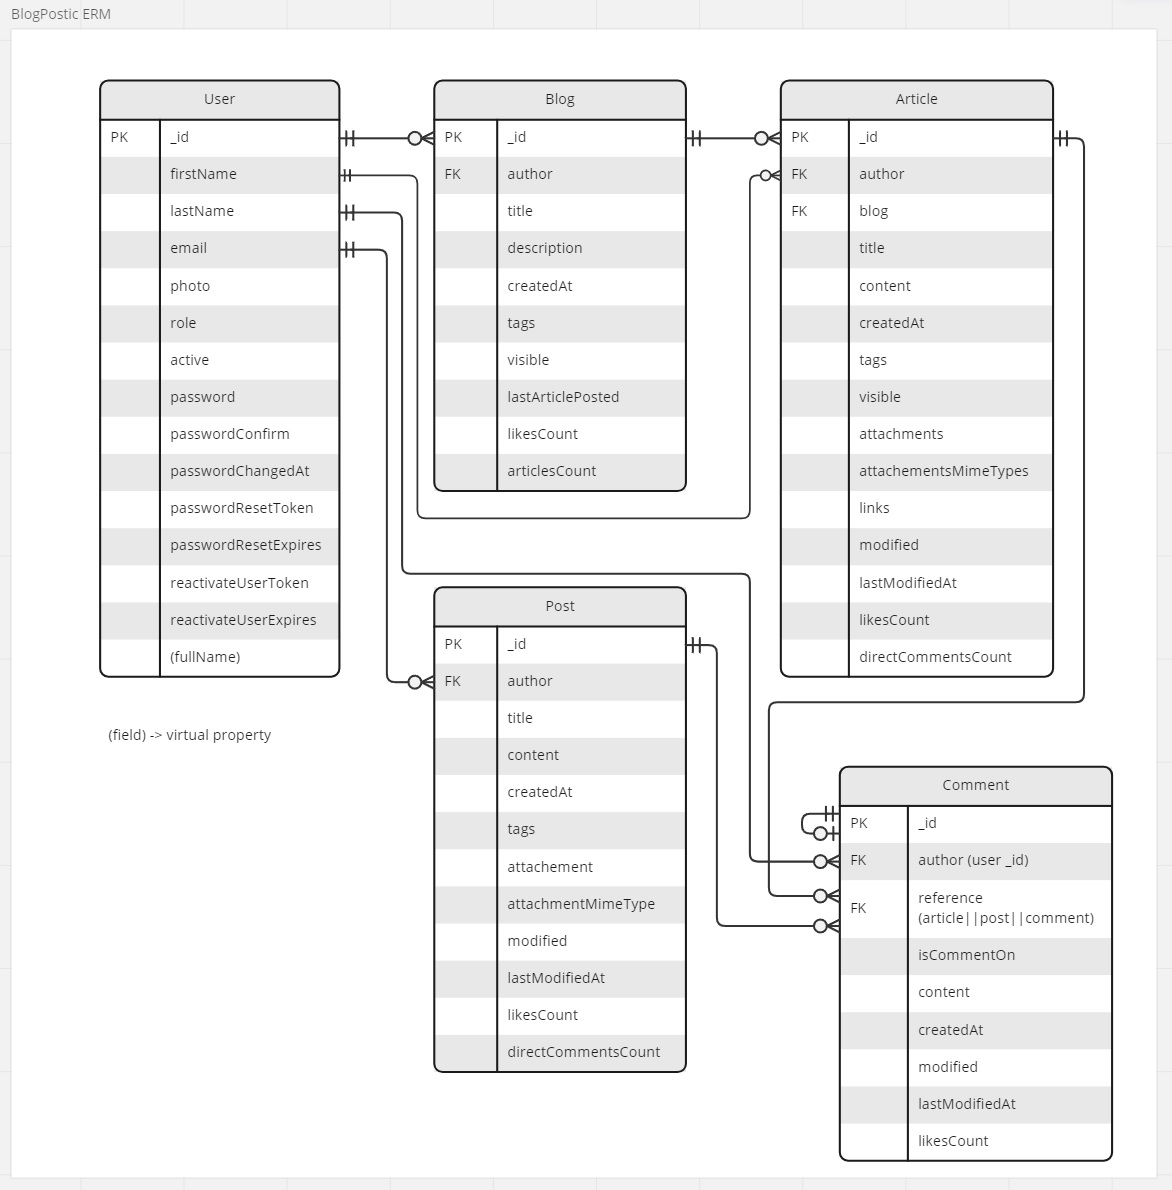 BlogPostic ERM
User
PK _id
firstName
lastName
email
photo
role
active
password
passwordConfirm
passwordChangedAt
passwordResetToken
passwordResetExpires
reactivateUserToken
reactivateUserExpires
(fullName)
(field) -> virtual property
Blog
PK _id
FK author
title
description
createdAt
tags
visible
lastArticlePosted
likesCount
articlesCount
Article
PK _id
FK author
FK blog
title
content
createdAt
tags
visible
attachments
attachementsMimeTypes
links
modified
lastModifiedAt
likesCount
directCommentsCount
Post
PK _id
FK author
title
content
createdAt
tags
attachement
attachmentMimeType
modified
lastModifiedAt
likesCount
directCommentsCount
Comment
PK _id
FK author (user _id)
FK reference
(article||post||comment)
isCommentOn
content
createdAt
modified
lastModifiedAt
likesCount